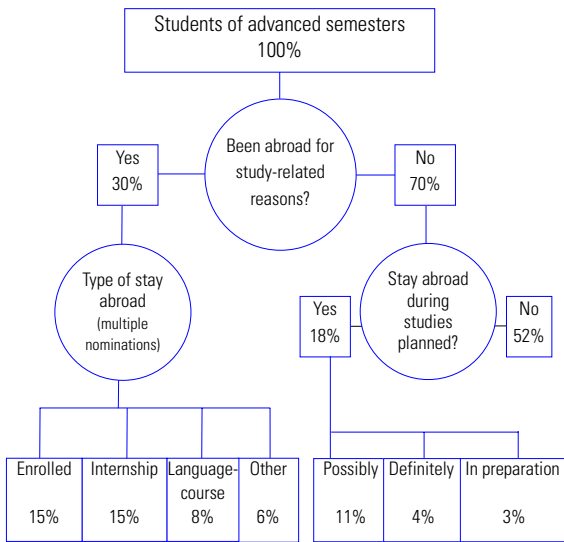 Students of advanced semesters
100%
Been abroad for
study-related
reasons?
Yes
30%
No
70%
Type of stay
abroad
(multiple
nominations)
Stay abroad
during
studies
planned?
Yes
18%
No
52%
Enrolled
15%
Internship
15%
Language-
course
8%
Other
6%
Possibly
11%
Definitely
4%
In preparation
3%